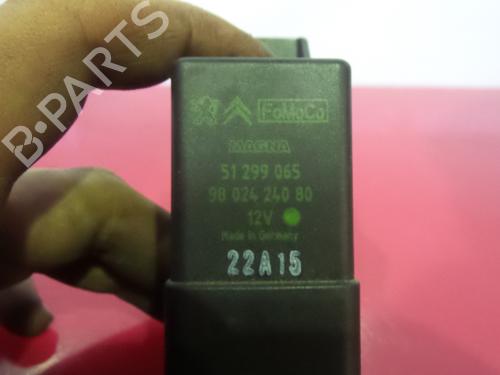 B-PARTS
FoMoCo
MAGNA
51 299 065
98 024 240 80
12V
Made in Germany
22A15